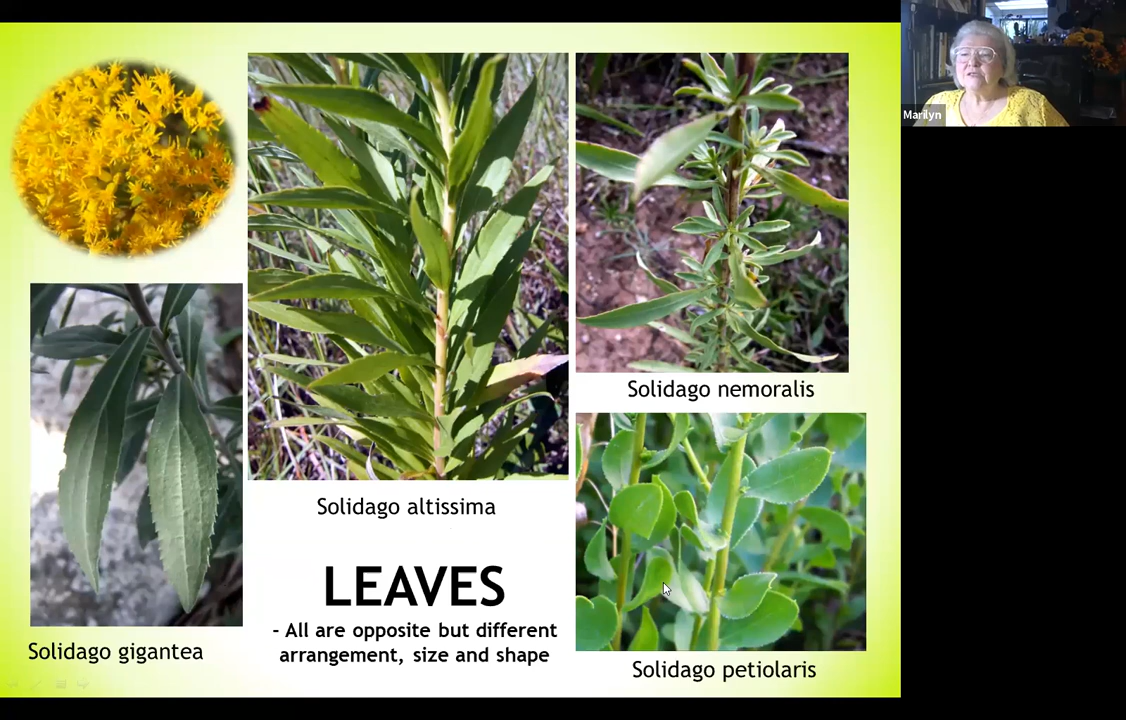 Marilyn
Solidago nemoralis
Solidago altissima
LEAVES
- All are opposite but different
arrangement, size and shape
Solidago gigantea
Solidago petiolaris